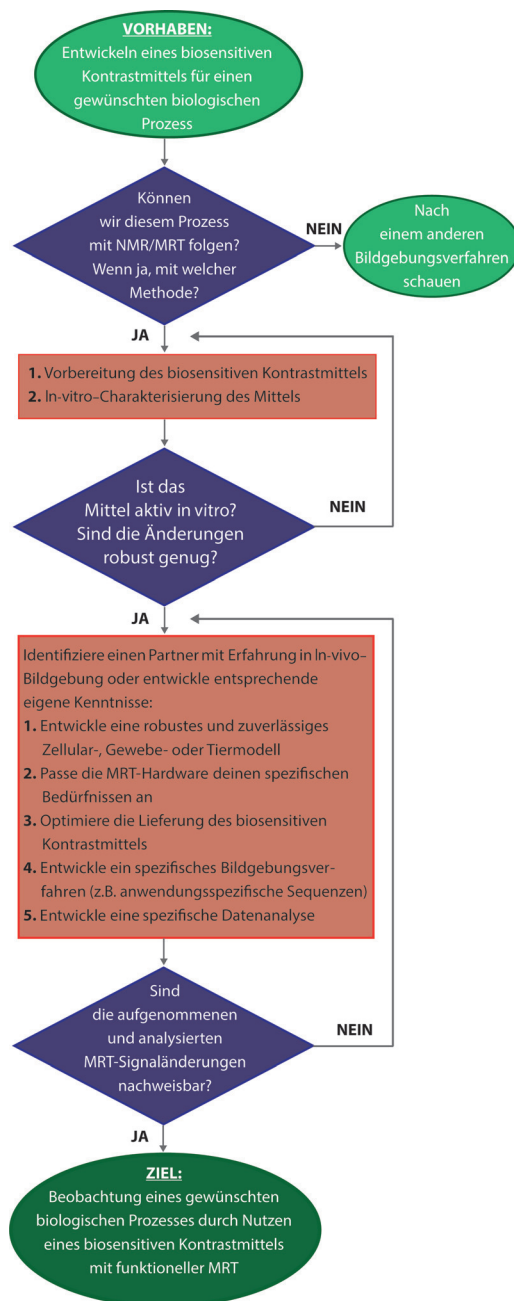 VORHABEN:
Entwickeln eines biosensitiven
Kontrastmittels für einen
gewünschten biologischen
Prozess
Können
wir diesem Prozess
mit NMR/MRT folgen?
Wenn ja, mit welcher
Methode?
NEIN
Nach
einem anderen
Bildgebungsverfahren
schauen
JA
1. Vorbereitung des biosensitiven Kontrastmittels
2. In-vitro–Charakterisierung des Mittels
Ist das
Mittel aktiv in vitro?
Sind die Änderungen
robust genug?
NEIN
JA
Identifiziere einen Partner mit Erfahrung in In-vivo–
Bildgebung oder entwickle entsprechende
eigene Kenntnisse:
1. Entwickle eine robustes und zuverlässiges
Zellular-, Gewebe- oder Tiermodell
2. Passe die MRT-Hardware deinen spezifischen
Bedürfnissen an
3. Optimiere die Lieferung des biosensitiven
Kontrastmittels
4. Entwickle ein spezifisches Bildgebungsver-
fahren (z.B. anwendungsspezifische Sequenzen)
5. Entwickle eine spezifische Datenanalyse
Sind
die aufgenommenen
und analysierten
MRT-Signaländerungen
nachweisbar?
NEIN
JA
ZIEL:
Beobachtung eines gewünschten
biologischen Prozesses durch Nutzen
eines biosensitiven Kontrastmittels
mit funktioneller MRT